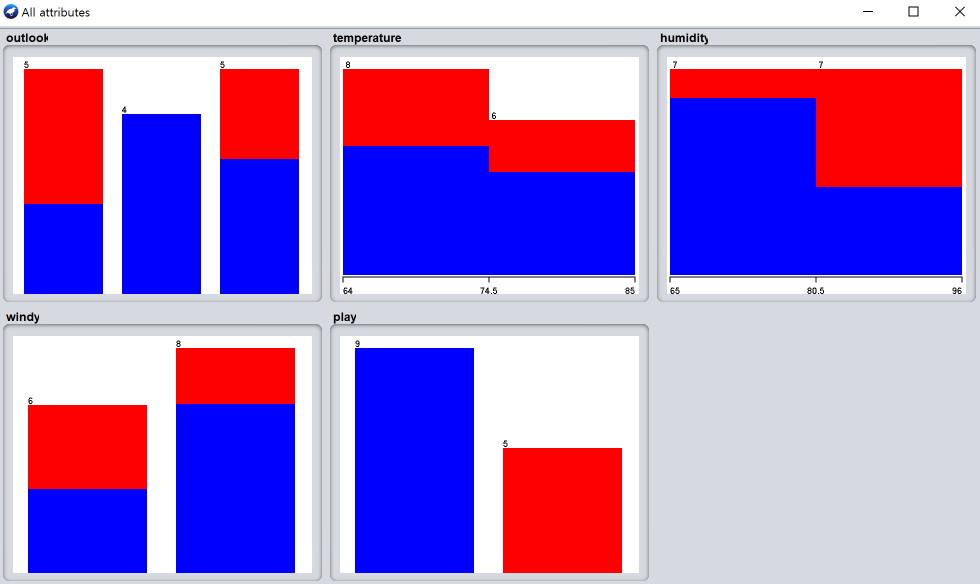 All attributes
outlook
temperature
humidity
5
4
5
8
6
7
7
64
74.5
85
65
80.5
96
windy
play
6
8
9
5